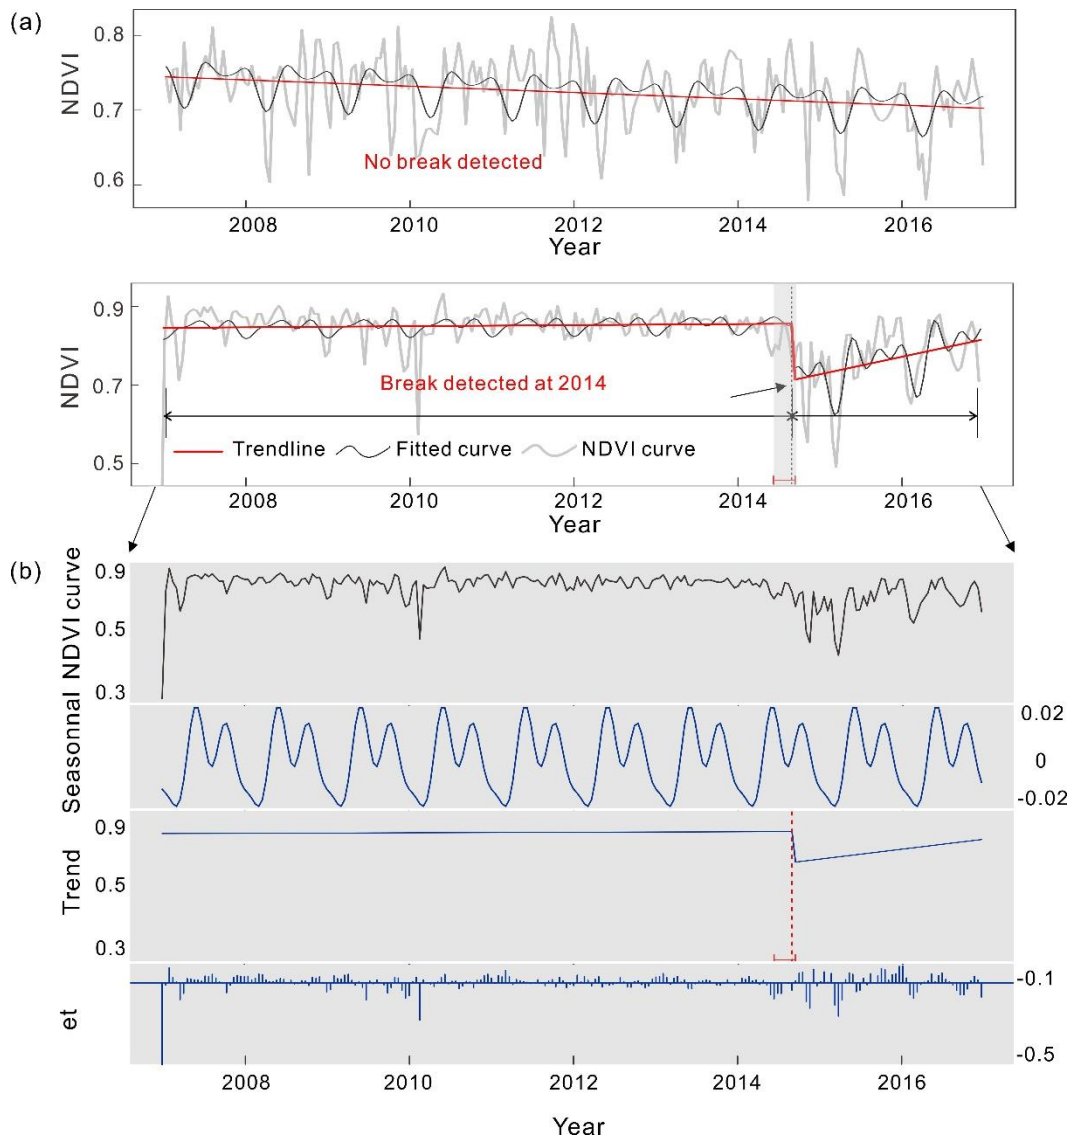 (a)
NDVI
0.8
0.7
0.6
No break detected
2008 2010 2012 2014 2016
Year
NDVI
0.9
0.7
0.5
Break detected at 2014
Trendline Fitted curve NDVI curve
2008 2010 2012 2014 2016
Year
(b)
NDVI curve
0.9
0.5
0.3
Seasonnal
0.02
0
-0.02
Trend
0.9
0.5
0.3
et
-0.1
-0.5
2008 2010 2012 2014 2016
Year